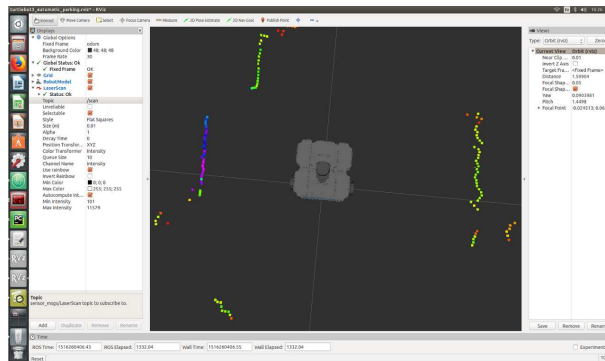 turtlebot3_automatic_parking.rviz* - RViz
Interact Move Camera Select Focus Camera Measure 2D Pose Estimate 2D Nav Goal Publish Point
Displays
Global Options
Fixed Frame odom
Background Color 48; 48; 48
Frame Rate 30
Global Status: Ok
Fixed Frame OK
Grid
RobotModel
LaserScan
Status: Ok
Topic /scan
Unreliable
Selectable
Style Flat Squares
Size (m) 0.01
Alpha 1
Decay Time 0
Position Transfor... XYZ
Color Transformer Intensity
Queue Size 10
Channel Name Intensity
Use rainbow
Invert Rainbow
Min Color 0; 0; 0
Max Color 255; 255; 255
Autocompute Int...
Min Intensity 101
Max Intensity 11579
Topic
sensor_msgs/LaserScan topic to subscribe to.
Add Duplicate Remove Rename
Views
Type: Orbit (rviz) Zero
Current View Orbit (rviz)
Near Clip ... 0.01
Invert Z Axis
Target Fra... <Fixed Frame>
Distance 1.59904
Focal Shap... 0.05
Focal Shap...
Yaw 0.0903981
Pitch 1.4498
Focal Point -0.024513; 0.06
Save Remove Rename
Time
ROS Time: 1516260406.43 ROS Elapsed: 1332.04 Wall Time: 1516260406.55 Wall Elapsed: 1332.04 Experiment
Reset